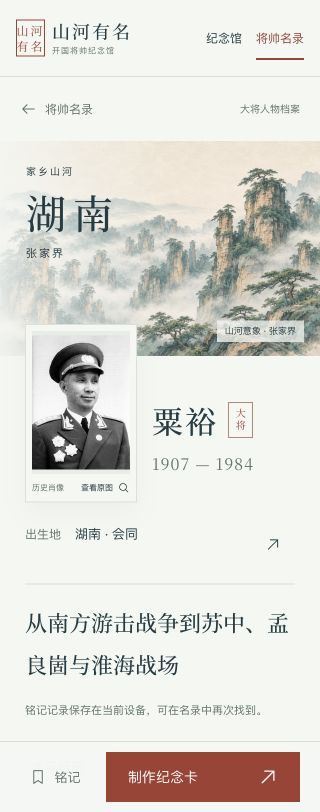 山河
有名
山河有名
开国将帅纪念馆
纪念馆
将帅名录
← 将帅名录
大将人物档案
家乡山河
湖南
张家界
山河意象 · 张家界
历史肖像
查看原图
粟裕
大将
1907 — 1984
出生地
湖南 · 会同
从南方游击战争到苏中、孟
良崮与淮海战场
铭记记录保存在当前设备，可在名录中再次找到。
铭记
制作纪念卡